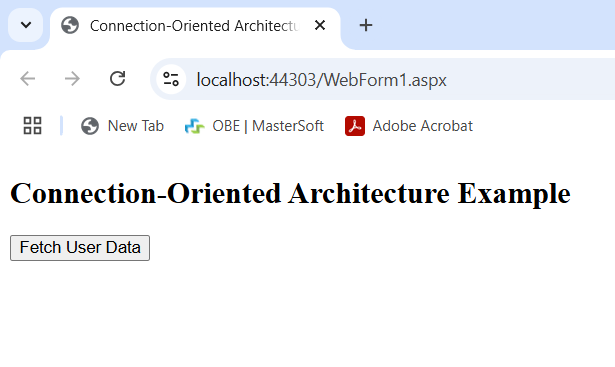 Connection-Oriented Architectu
localhost:44303/WebForm1.aspx
New Tab OBE | MasterSoft Adobe Acrobat
Connection-Oriented Architecture Example
Fetch User Data